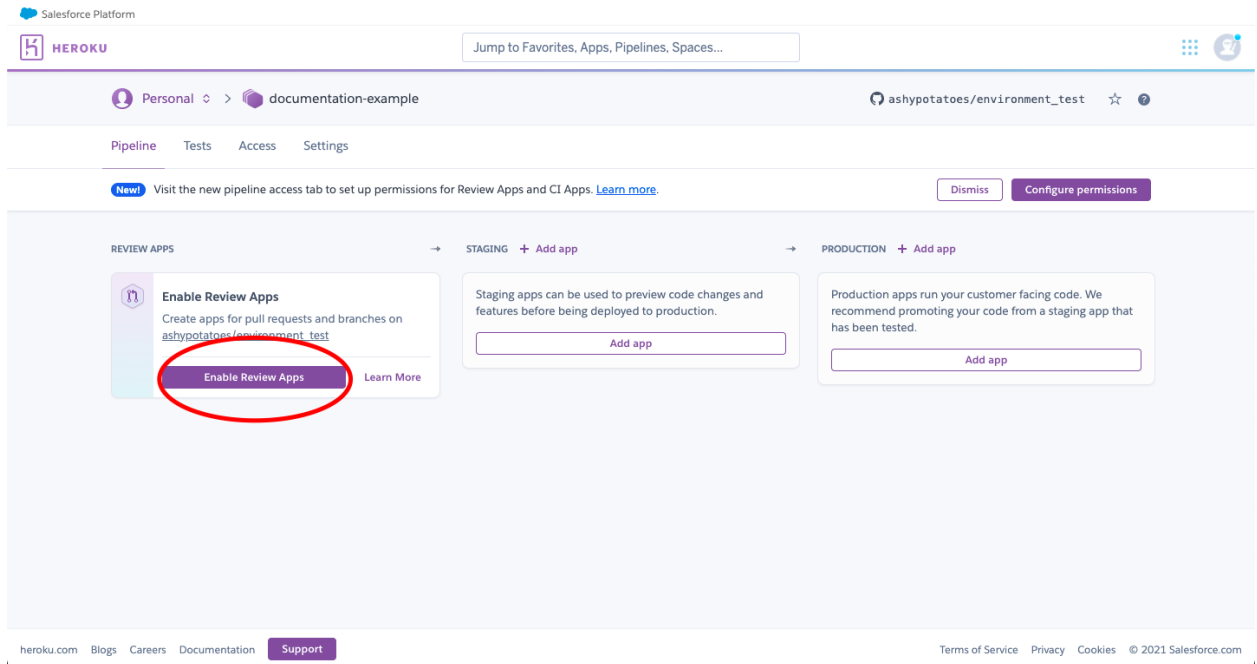 Salesforce Platform
HEROKU
Jump to Favorites, Apps, Pipelines, Spaces...
Personal > documentation-example
ashypotatoes/environment_test
Pipeline Tests Access Settings
New! Visit the new pipeline access tab to set up permissions for Review Apps and CI Apps. Learn more.
Dismiss Configure permissions
REVIEW APPS →
Enable Review Apps
Create apps for pull requests and branches on
ashypotatoes/environment_test
Enable Review Apps Learn More
STAGING + Add app →
Staging apps can be used to preview code changes and
features before being deployed to production.
Add app
PRODUCTION + Add app
Production apps run your customer facing code. We
recommend promoting your code from a staging app that
has been tested.
Add app
heroku.com Blogs Careers Documentation Support
Terms of Service Privacy Cookies © 2021 Salesforce.com